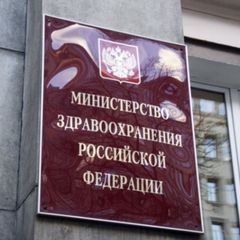 МИНИСТЕРСТВО
ЗДРАВООХРАНЕНИЯ
РОССИЙСКОЙ
ФЕДЕРАЦИИ